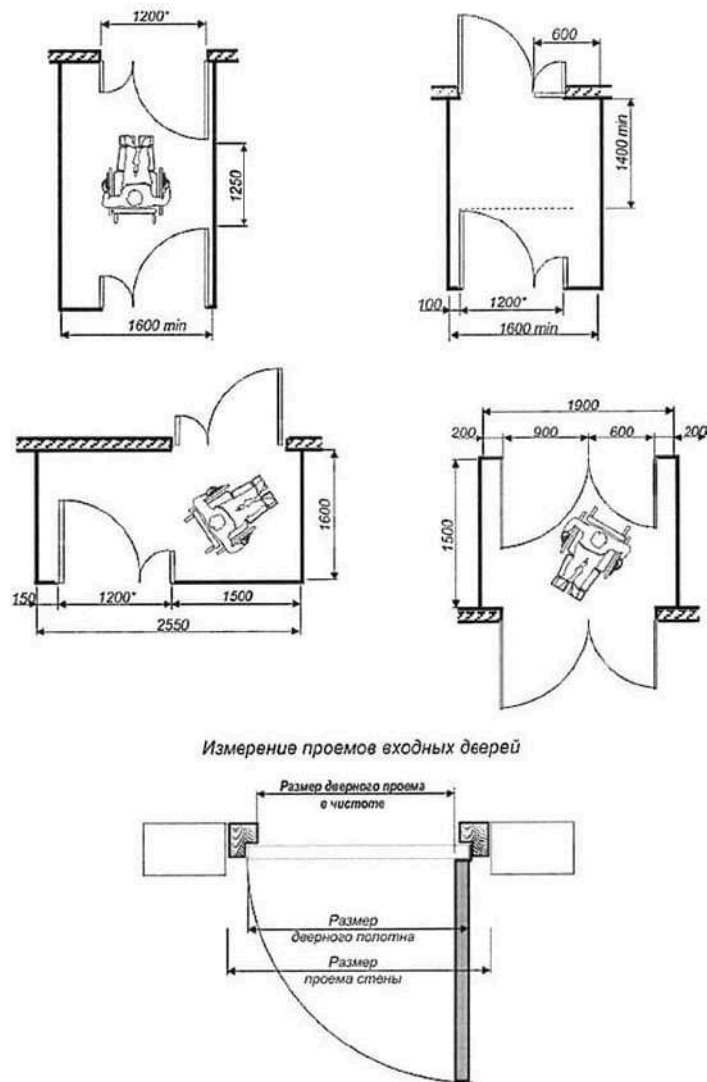 1200*
1250
1600 min
600
1400 min
100
1200*
1600 min
1600
150
1200*
1500
2550
1900
200
900
600
200
1500
Измерение проемов входных дверей
Размер дверного проема
в чистоте
Размер
дверного полотна
Размер
проема стены